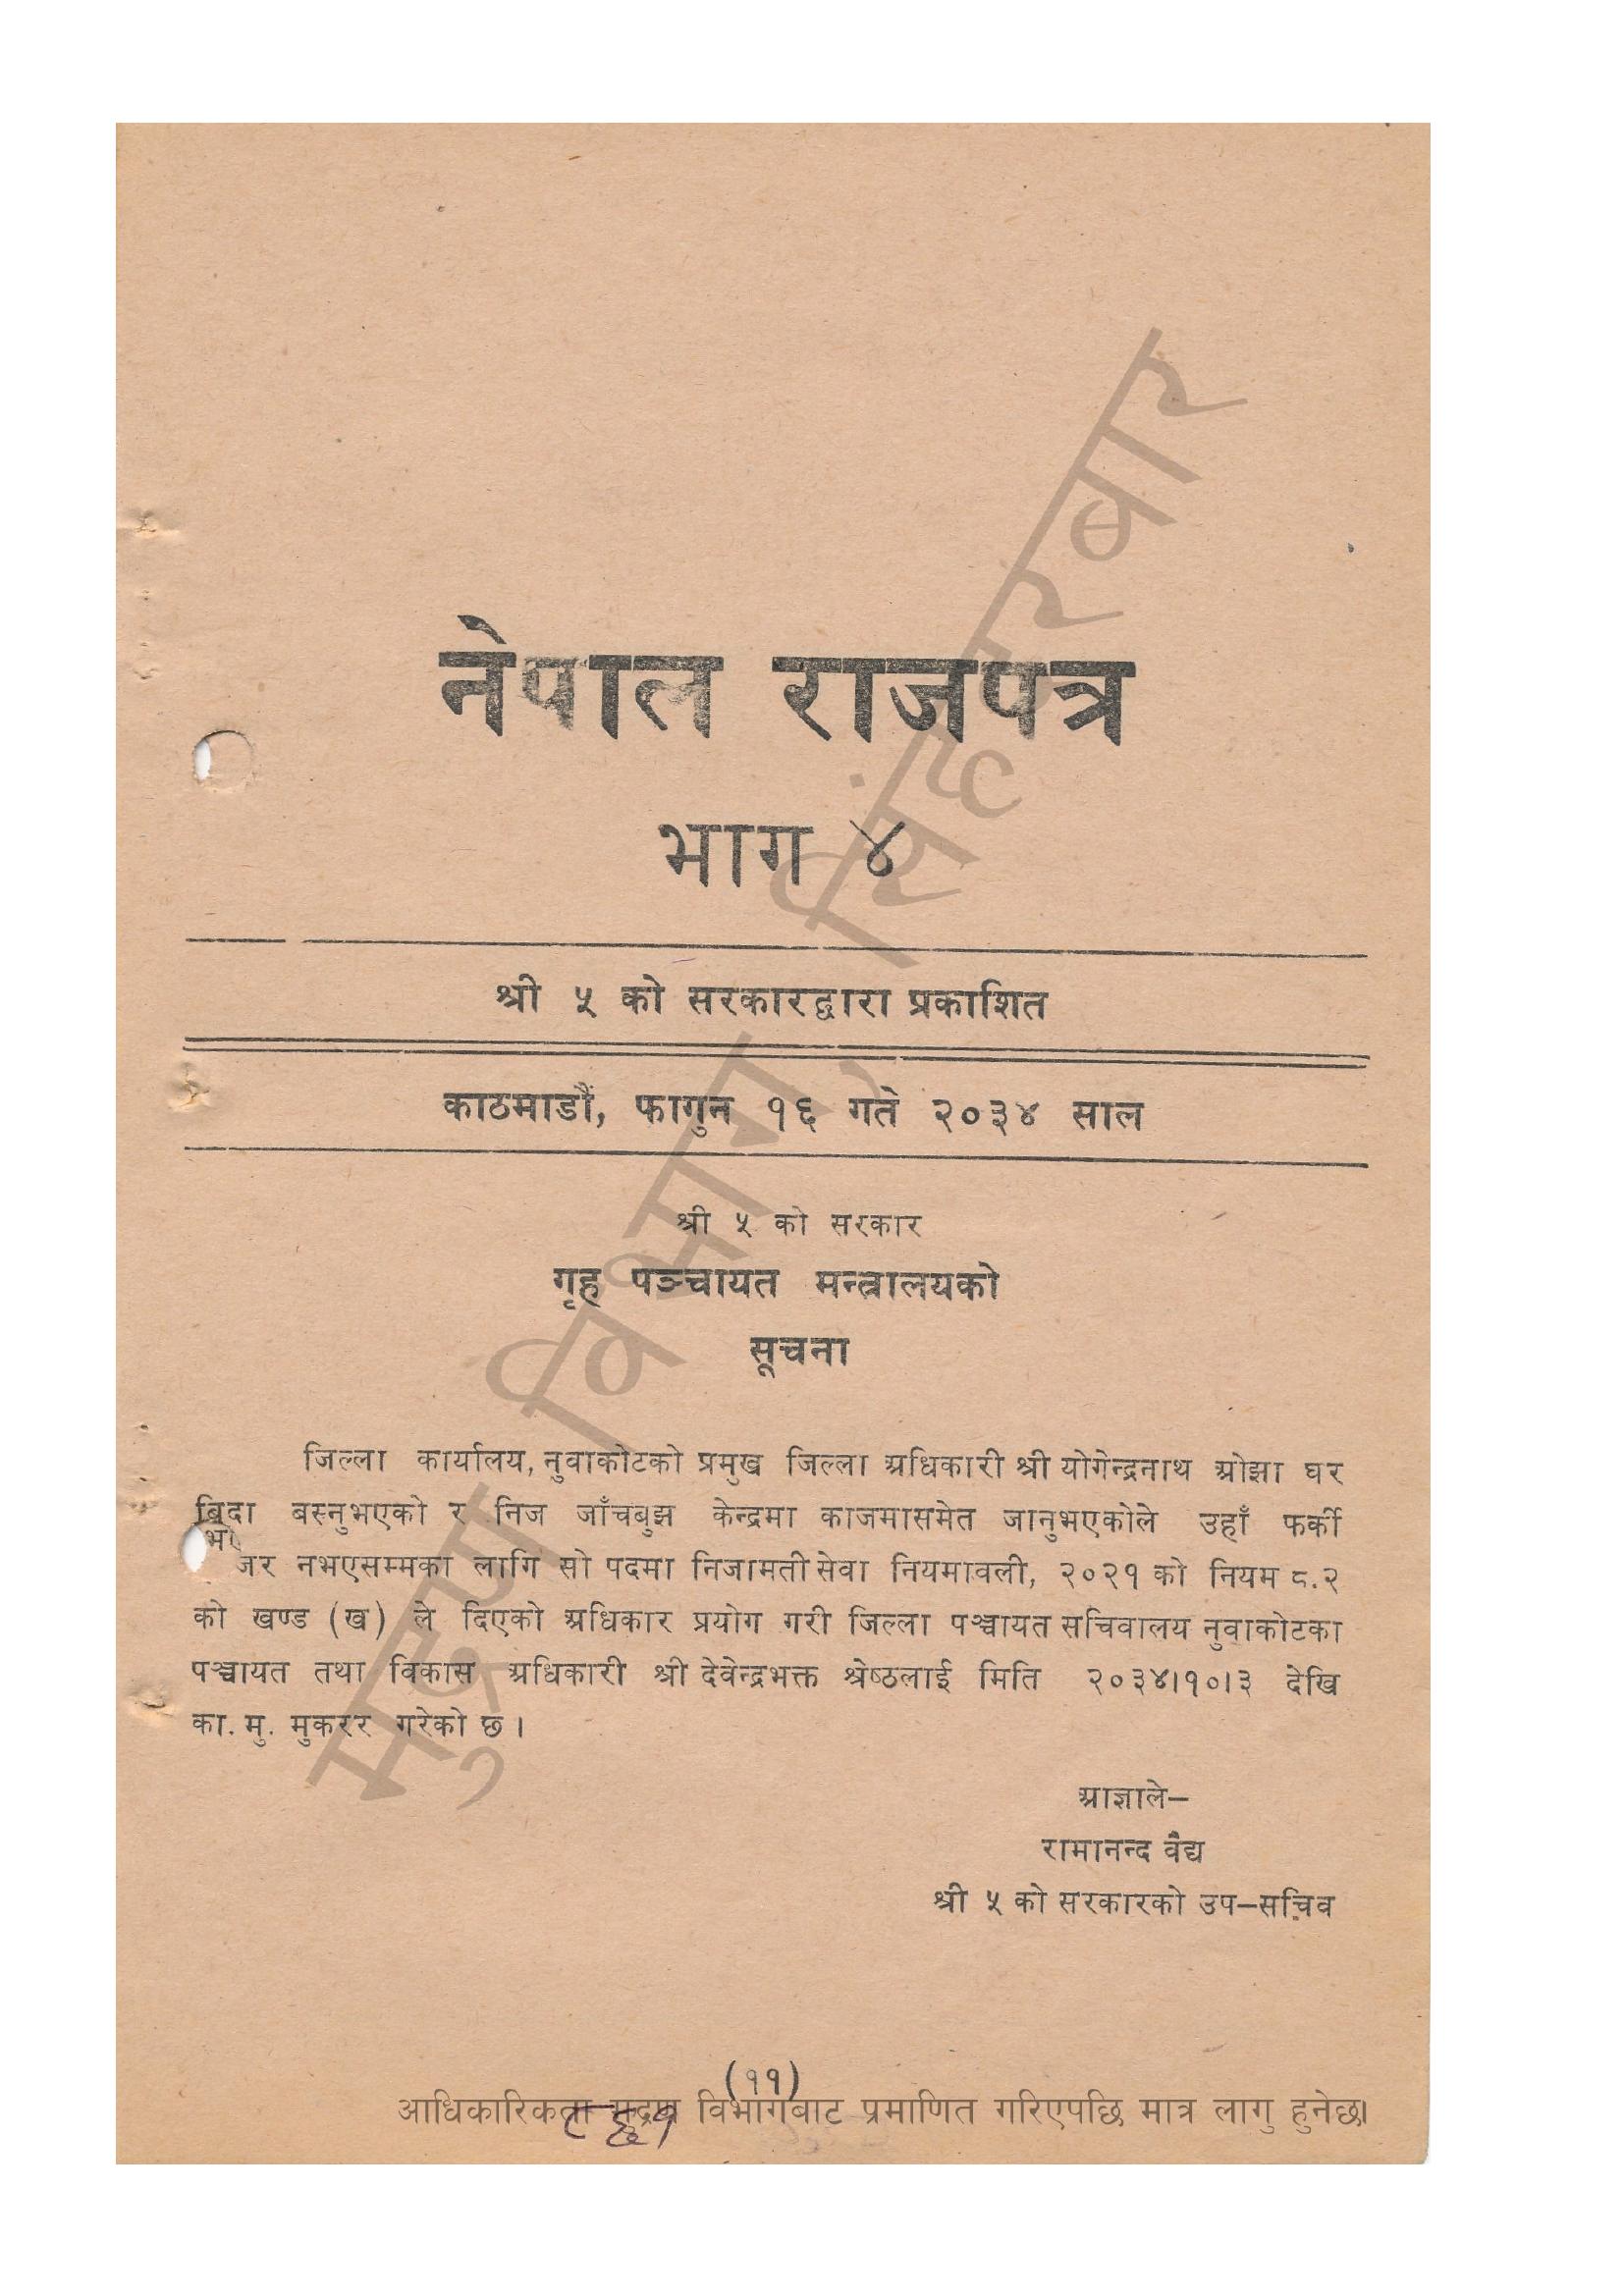 नेपाल राजपत्र
भाग ४
श्री ५ को सरकारद्वारा प्रकाशित
काठमाडौं, फागुन १६ गते २०३४ साल
श्री ५ को सरकार
गृह पञ्चायत मन्त्रालयको
सूचना
जिल्ला कार्यालय, नुवाकोटको प्रमुख जिल्ला अधिकारी श्री योगेन्द्रनाथ ओझा घर
बिदा बस्नुभएको र निज जाँचबुझ केन्द्रमा काजमासमेत जानुभएकोले उहाँ फर्की
जर नभएसम्मका लागि सो पदमा निजामती सेवा नियमावली, २०२१ को नियम ८.२
को खण्ड (ख) ले दिएको अधिकार प्रयोग गरी जिल्ला पञ्चायत सचिवालय नुवाकोटका
पञ्चायत तथा विकास अधिकारी श्री देवेन्द्रभक्त श्रेष्ठलाई मिति २०३४।१०।३ देखि
का. मु. मुकरर गरेको छ ।
आज्ञाले–
रामानन्द वैद्य
श्री ५ को सरकारको उप–सचिव
(११)
आधिकारिकता मुद्रण विभागबाट प्रमाणित गरिएपछि मात्र लागु हुनेछ।
८६१
मुद्रण विभाग, सिंहदरबार